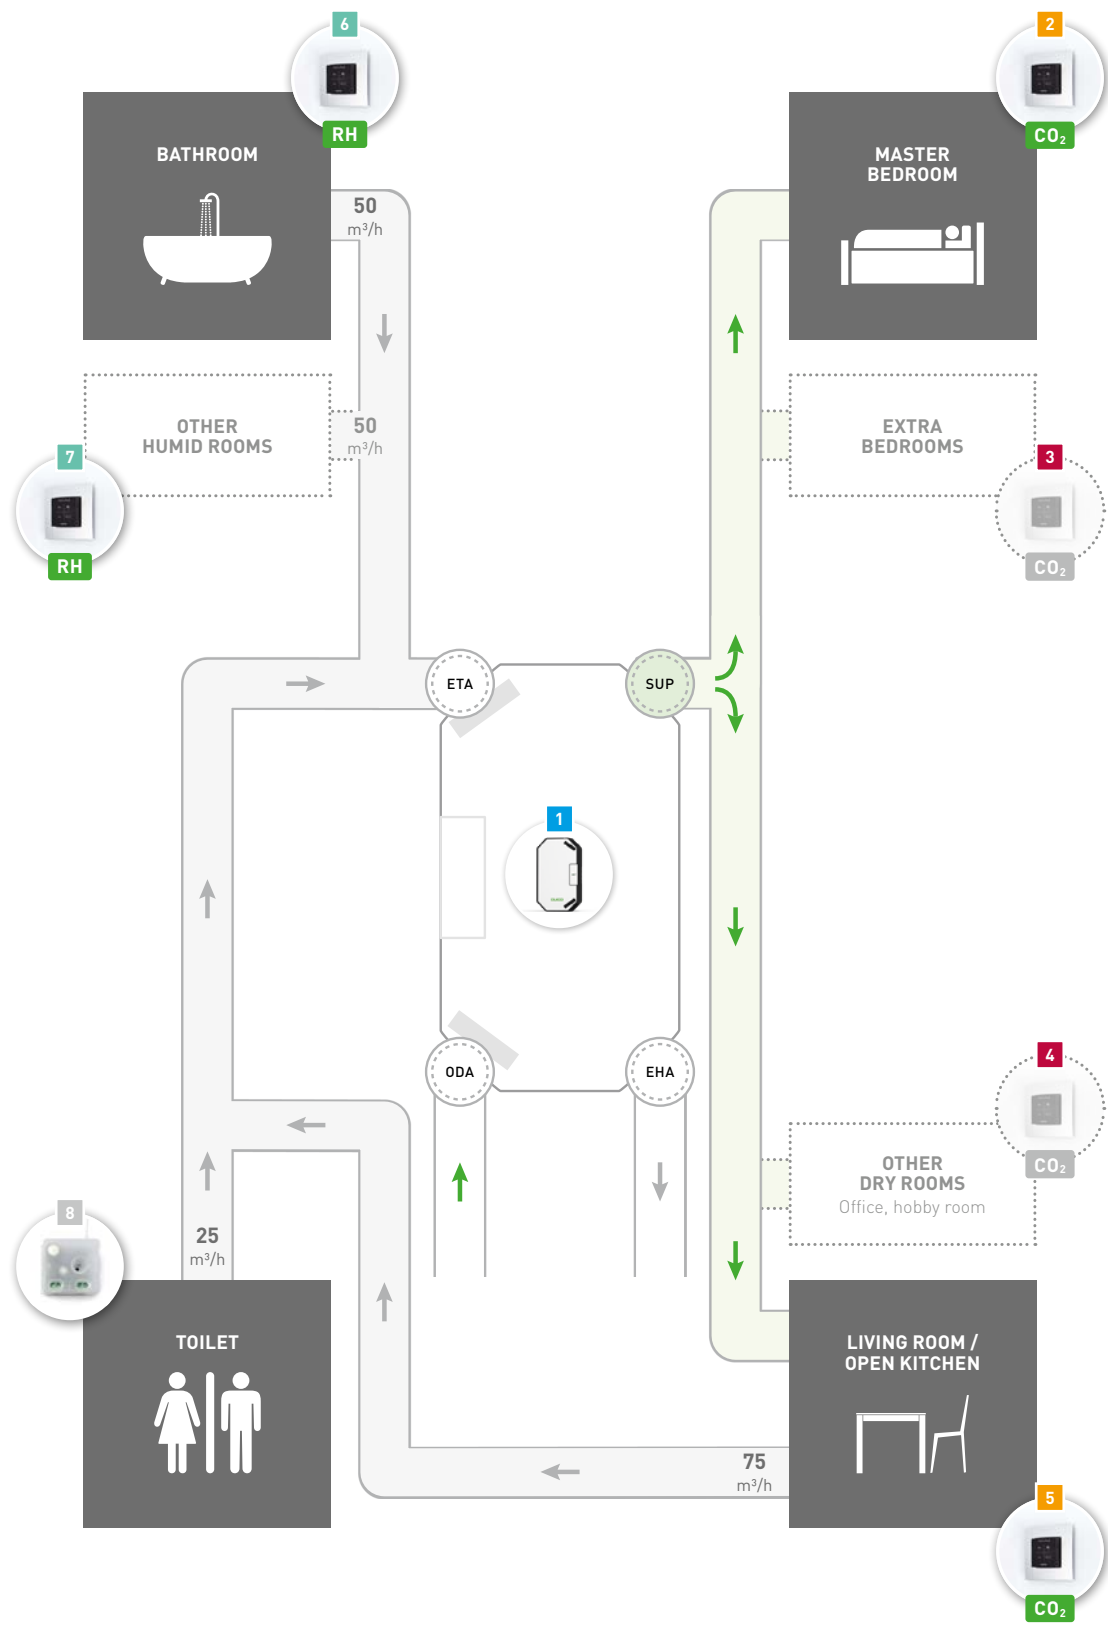 6
RH
BATHROOM
50
m³/h
2
CO₂
MASTER
BEDROOM
OTHER
HUMID ROOMS
50
m³/h
7
RH
EXTRA
BEDROOMS
3
CO₂
ETA
SUP
1
ODA
EHA
4
CO₂
OTHER
DRY ROOMS
Office, hobby room
8
25
m³/h
TOILET
LIVING ROOM /
OPEN KITCHEN
75
m³/h
5
CO₂